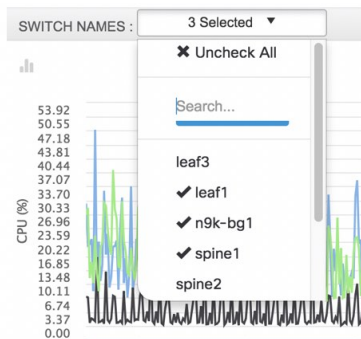 SWITCH NAMES :
3 Selected ▼
✖ Uncheck All
Search...
leaf3
✔ leaf1
✔ n9k-bg1
✔ spine1
spine2
CPU (%)
53.92
50.55
47.18
43.81
40.44
37.07
33.70
30.33
26.96
23.59
20.22
16.85
13.48
10.11
6.74
3.37
0.00